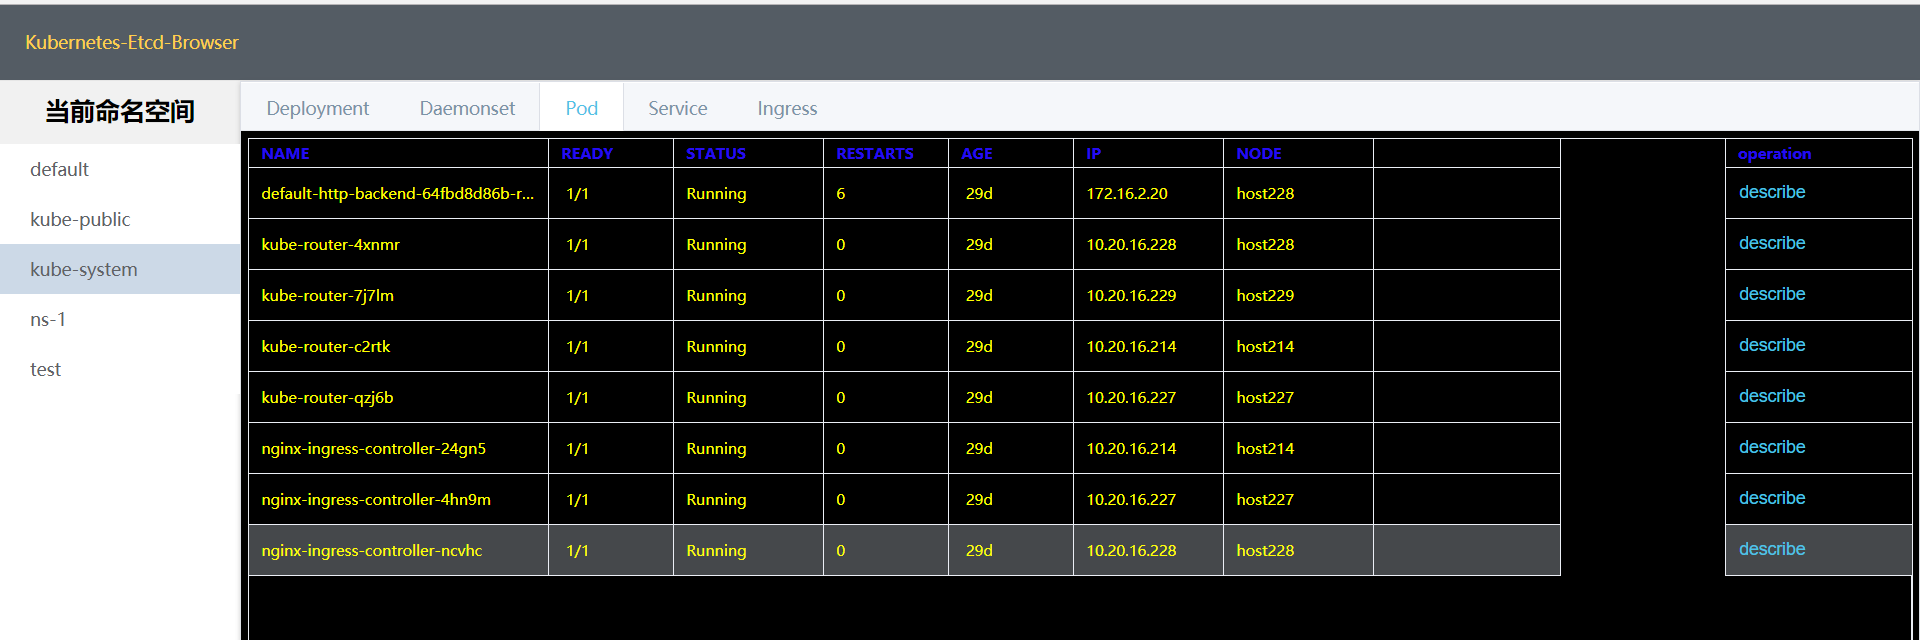 Kubernetes-Etcd-Browser
当前命名空间
default
kube-public
kube-system
ns-1
test
Deployment Daemonset Pod Service Ingress
NAME READY STATUS RESTARTS AGE IP NODE operation
default-http-backend-64fbd8d86b-r... 1/1 Running 6 29d 172.16.2.20 host228 describe
kube-router-4xnmr 1/1 Running 0 29d 10.20.16.228 host228 describe
kube-router-7j7lm 1/1 Running 0 29d 10.20.16.229 host229 describe
kube-router-c2rtk 1/1 Running 0 29d 10.20.16.214 host214 describe
kube-router-qzj6b 1/1 Running 0 29d 10.20.16.227 host227 describe
nginx-ingress-controller-24gn5 1/1 Running 0 29d 10.20.16.214 host214 describe
nginx-ingress-controller-4hn9m 1/1 Running 0 29d 10.20.16.227 host227 describe
nginx-ingress-controller-ncvhc 1/1 Running 0 29d 10.20.16.228 host228 describe